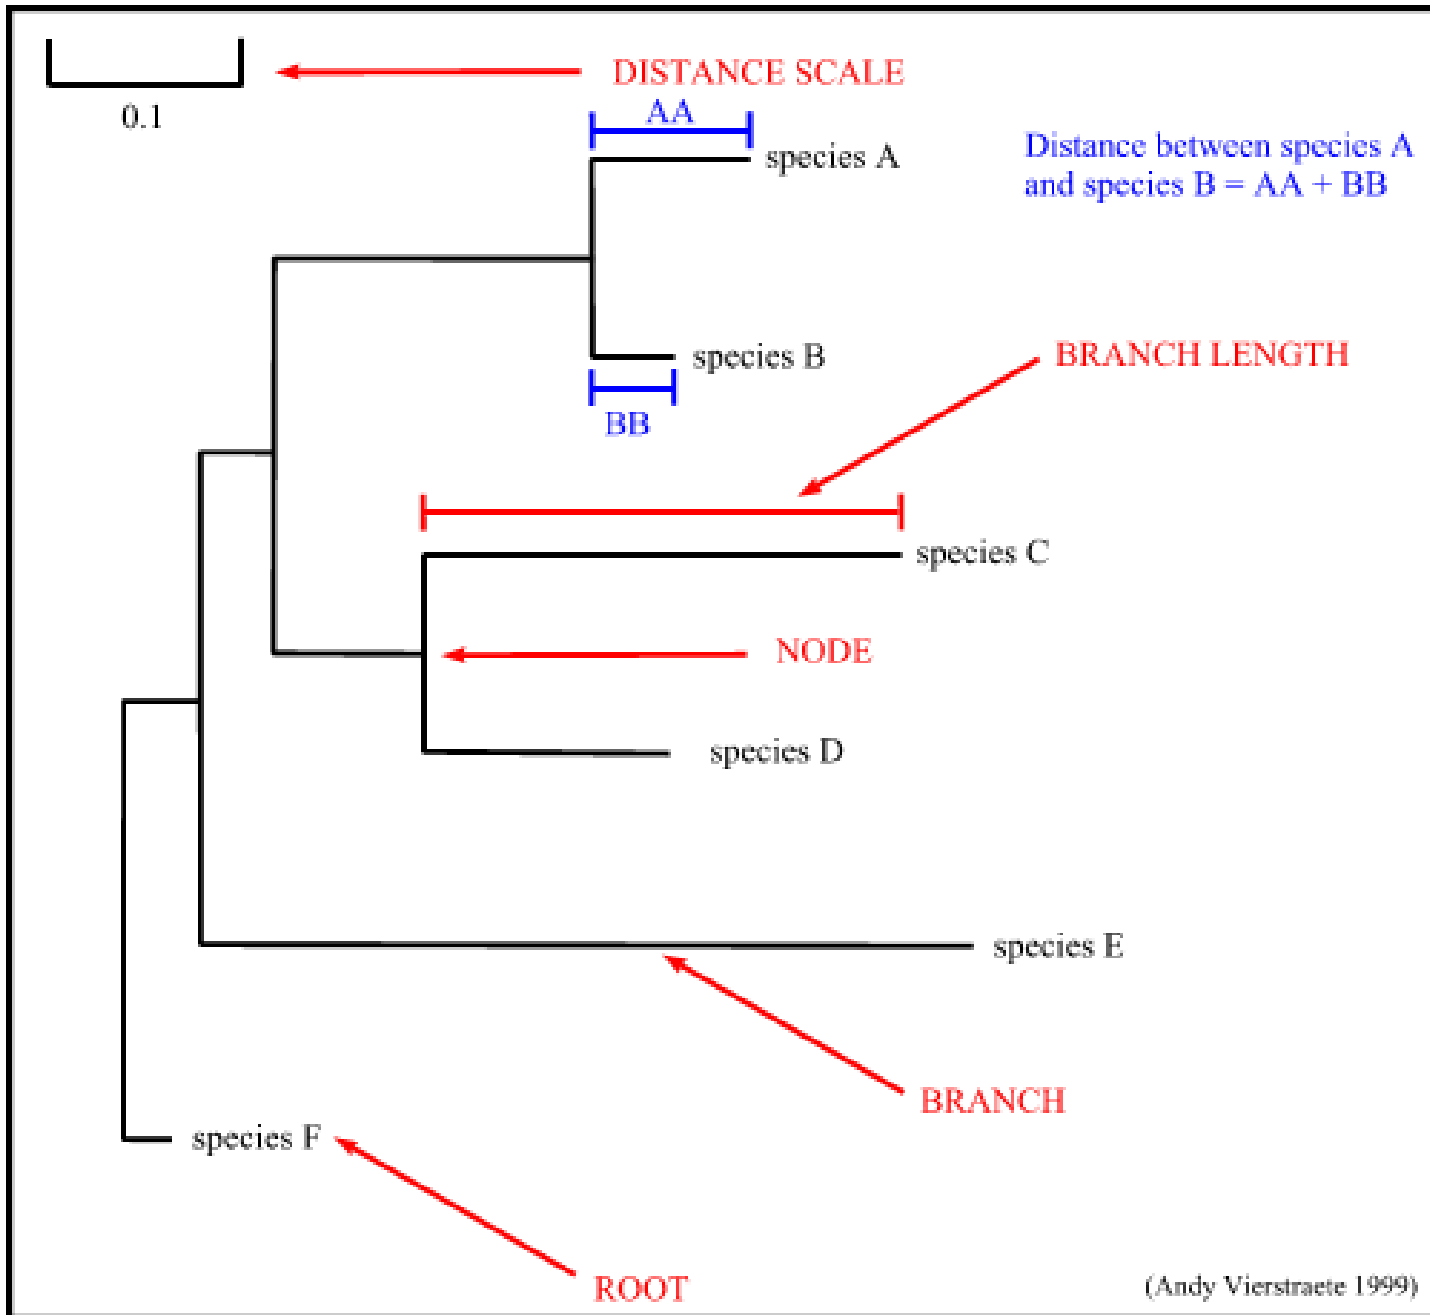 DISTANCE SCALE
0.1
AA
species A
Distance between species A
and species B = AA + BB
species B
BRANCH LENGTH
BB
species C
NODE
species D
species E
BRANCH
species F
ROOT
(Andy Vierstraete 1999)